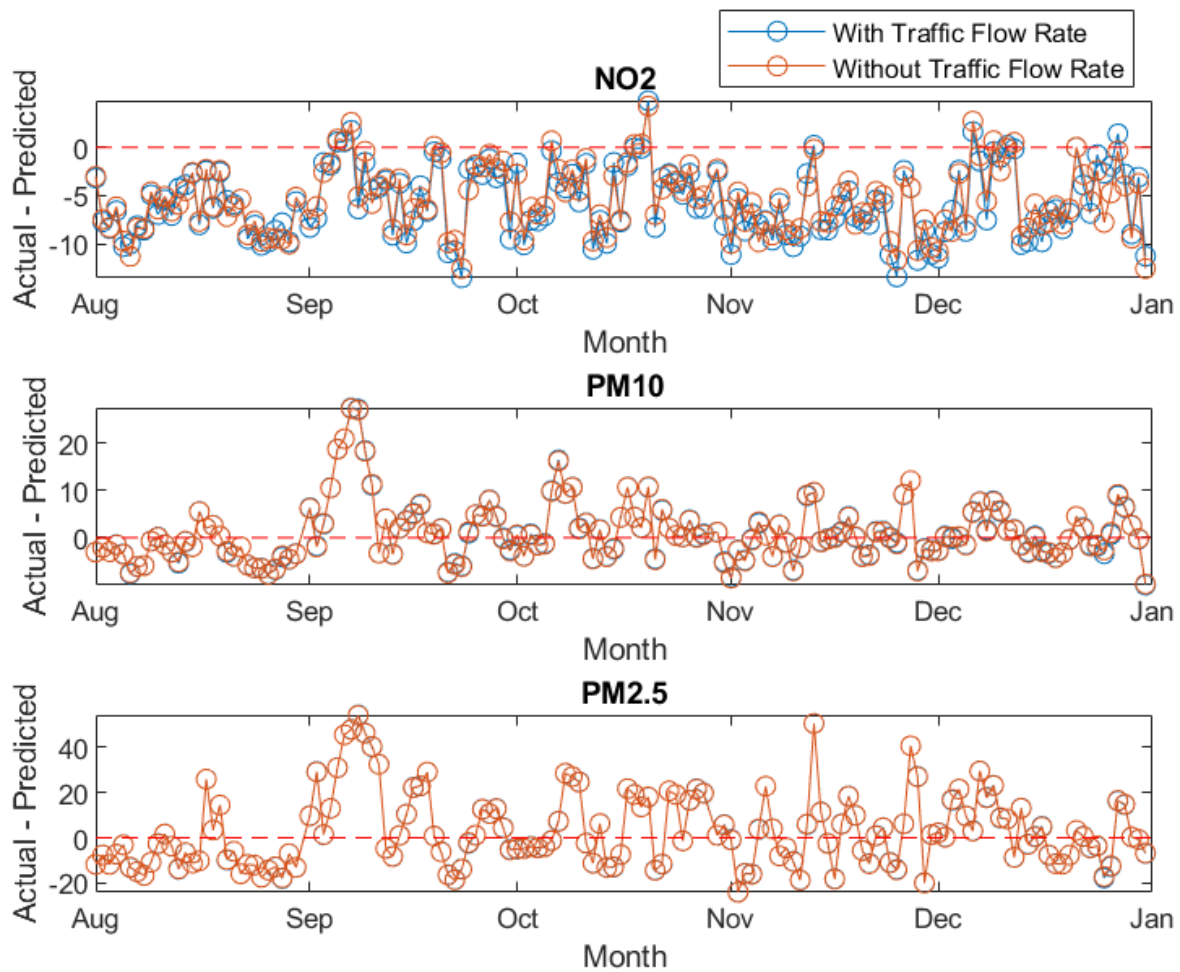 With Traffic Flow Rate
Without Traffic Flow Rate
NO2
Actual - Predicted
0
-5
-10
Aug Sep Oct Nov Dec Jan
Month
PM10
Actual - Predicted
20
10
0
Aug Sep Oct Nov Dec Jan
Month
PM2.5
Actual - Predicted
40
20
0
-20
Aug Sep Oct Nov Dec Jan
Month